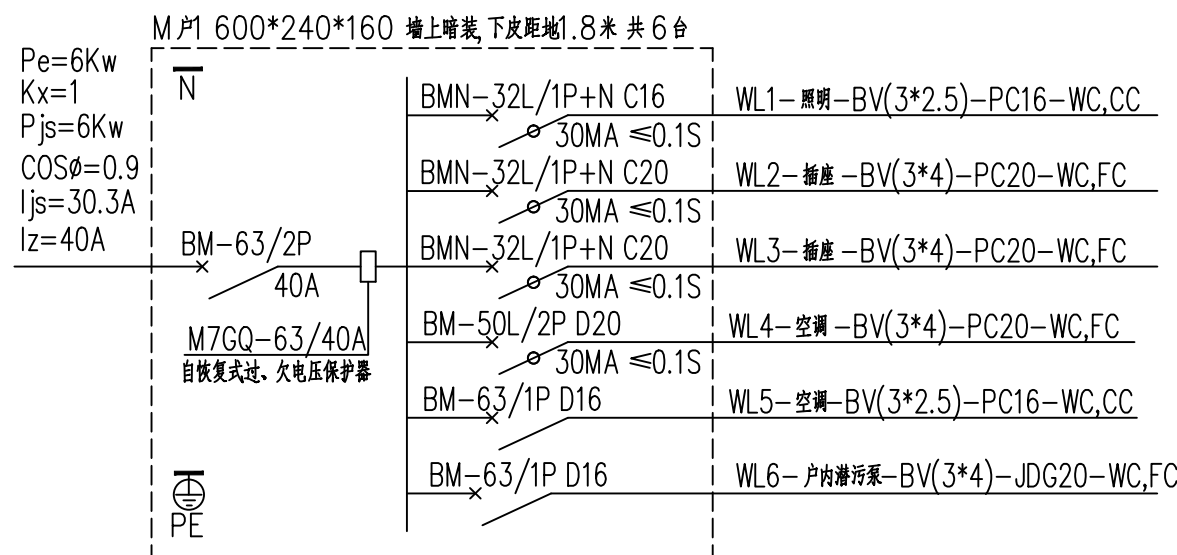 M户1 600*240*160 墙上暗装,下皮距地1.8米 共6台
Pe=6Kw
Kx=1
Pjs=6Kw
COSø=0.9
Ijs=30.3A
Iz=40A
N
BM-63/2P
40A
M7GQ-63/40A
自恢复式过、欠电压保护器
PE
BMN-32L/1P+N C16
30MA ≤0.1S
WL1-照明-BV(3*2.5)-PC16-WC,CC
BMN-32L/1P+N C20
30MA ≤0.1S
WL2-插座-BV(3*4)-PC20-WC,FC
BMN-32L/1P+N C20
30MA ≤0.1S
WL3-插座-BV(3*4)-PC20-WC,FC
BM-50L/2P D20
30MA ≤0.1S
WL4-空调-BV(3*4)-PC20-WC,FC
BM-63/1P D16
WL5-空调-BV(3*2.5)-PC16-WC,CC
BM-63/1P D16
WL6-户内潜污泵-BV(3*4)-JDG20-WC,FC